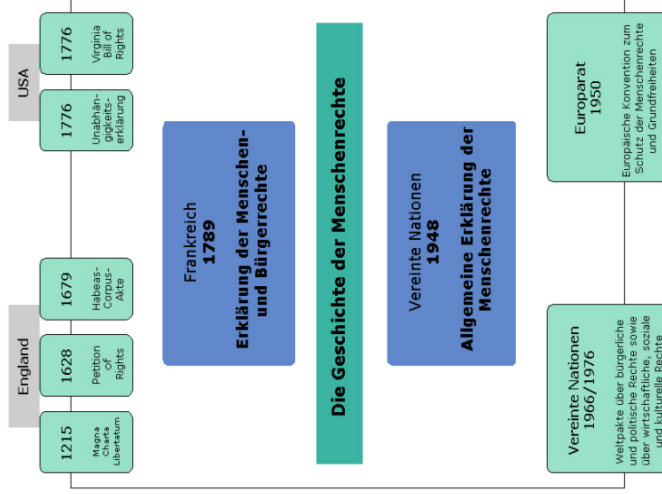 England
USA
1215
Magna
Charta
Libertatum
1628
Petition
of
Rights
1679
Habeas-
Corpus-
Akte
1776
Unabhän-
gigkeits-
erklärung
1776
Virginia
Bill of
Rights
Frankreich
1789
Erklärung der Menschen-
und Bürgerrechte
Die Geschichte der Menschenrechte
Vereinte Nationen
1948
Allgemeine Erklärung der
Menschenrechte
Vereinte Nationen
1966/1976
Weltpakte über bürgerliche
und politische Rechte sowie
über wirtschaftliche, soziale
und kulturelle Rechte
Europarat
1950
Europäische Konvention zum
Schutz der Menschenrechte
und Grundfreiheiten